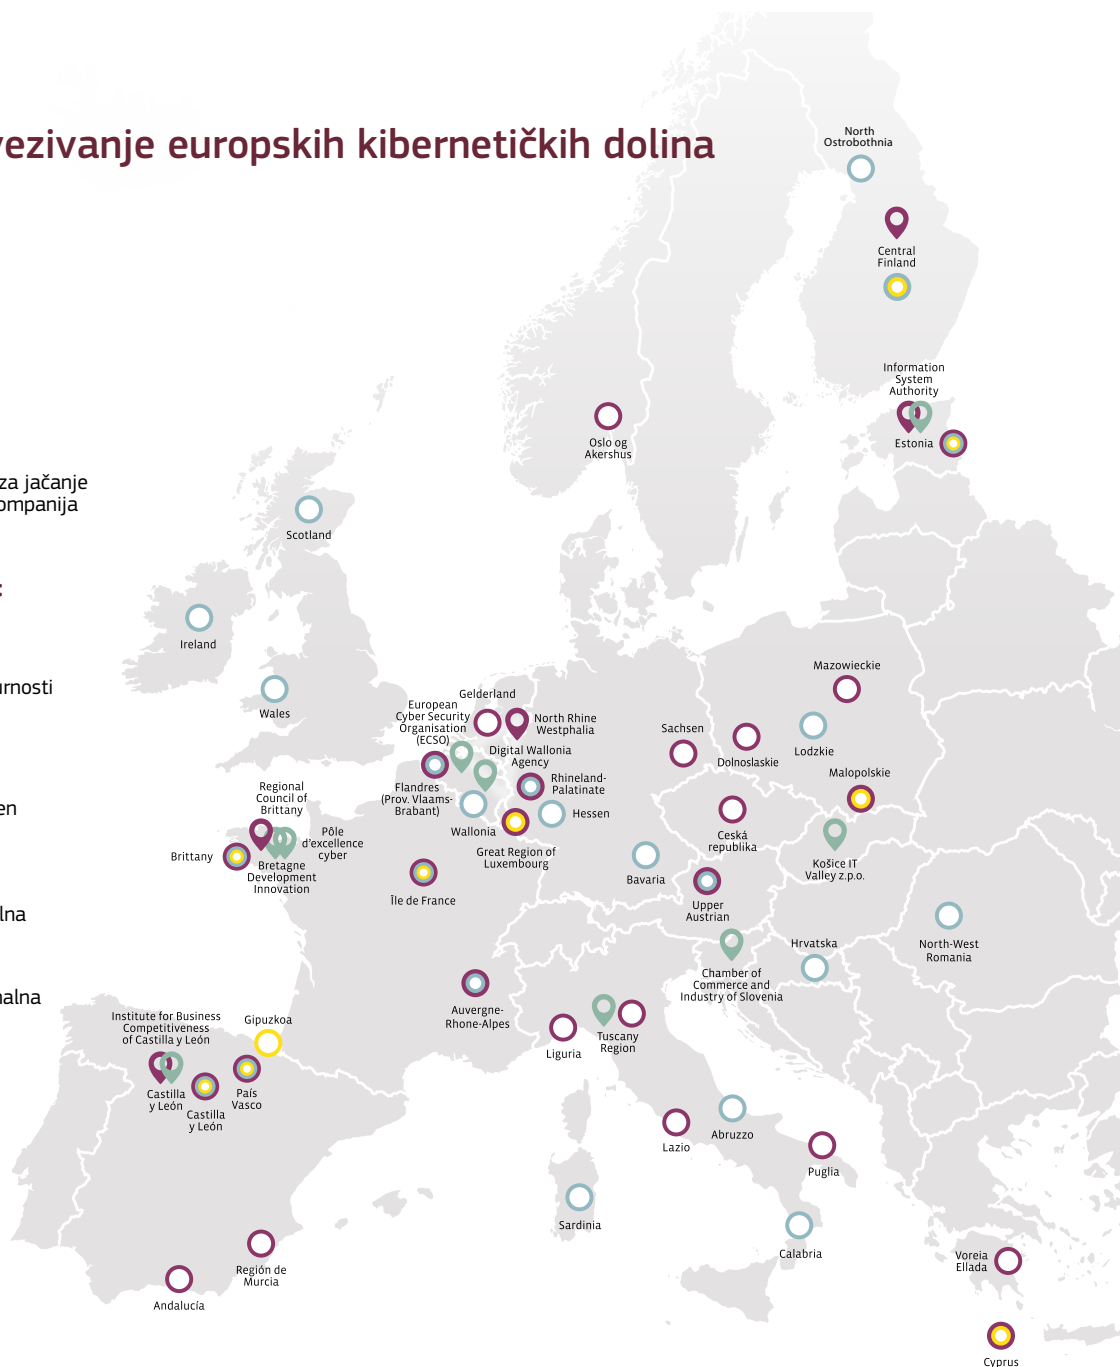 vezivanje europskih kibernetičkih dolina
za jačanje
ompanija
:
urnosti
en
lna
nalna
North
Ostrobothnia
Central
Finland
Information
System
Authority
Estonia
Oslo og
Akershus
Scotland
Ireland
Wales
Mazowieckie
Lodzkie
Dolnoslaskie
Sachsen
Malopolskie
Gelderland
European
Cyber Security
Organisation
(ECSO)
North Rhine
Westphalia
Digital Wallonia
Agency
Flandres
(Prov. Vlaams-
Brabant)
Rhineland-
Palatinate
Wallonia
Hessen
Great Region of
Luxembourg
Regional
Council of
Brittany
Pôle
d'excellence
cyber
Brittany
Bretagne
Development
Innovation
Île de France
Česká
republika
Košice IT
Valley z.p.o.
Bavaria
Upper
Austrian
North-West
Romania
Hrvatska
Chamber of
Commerce and
Industry of Slovenia
Auvergne-
Rhone-Alpes
Liguria
Tuscany
Region
Institute for Business
Competitiveness
of Castilla y León
Gipuzkoa
Castilla
y León
Castilla
y León
País
Vasco
Lazio
Abruzzo
Puglia
Sardinia
Calabria
Región de
Murcia
Andalucía
Voreia
Ellada
Cyprus